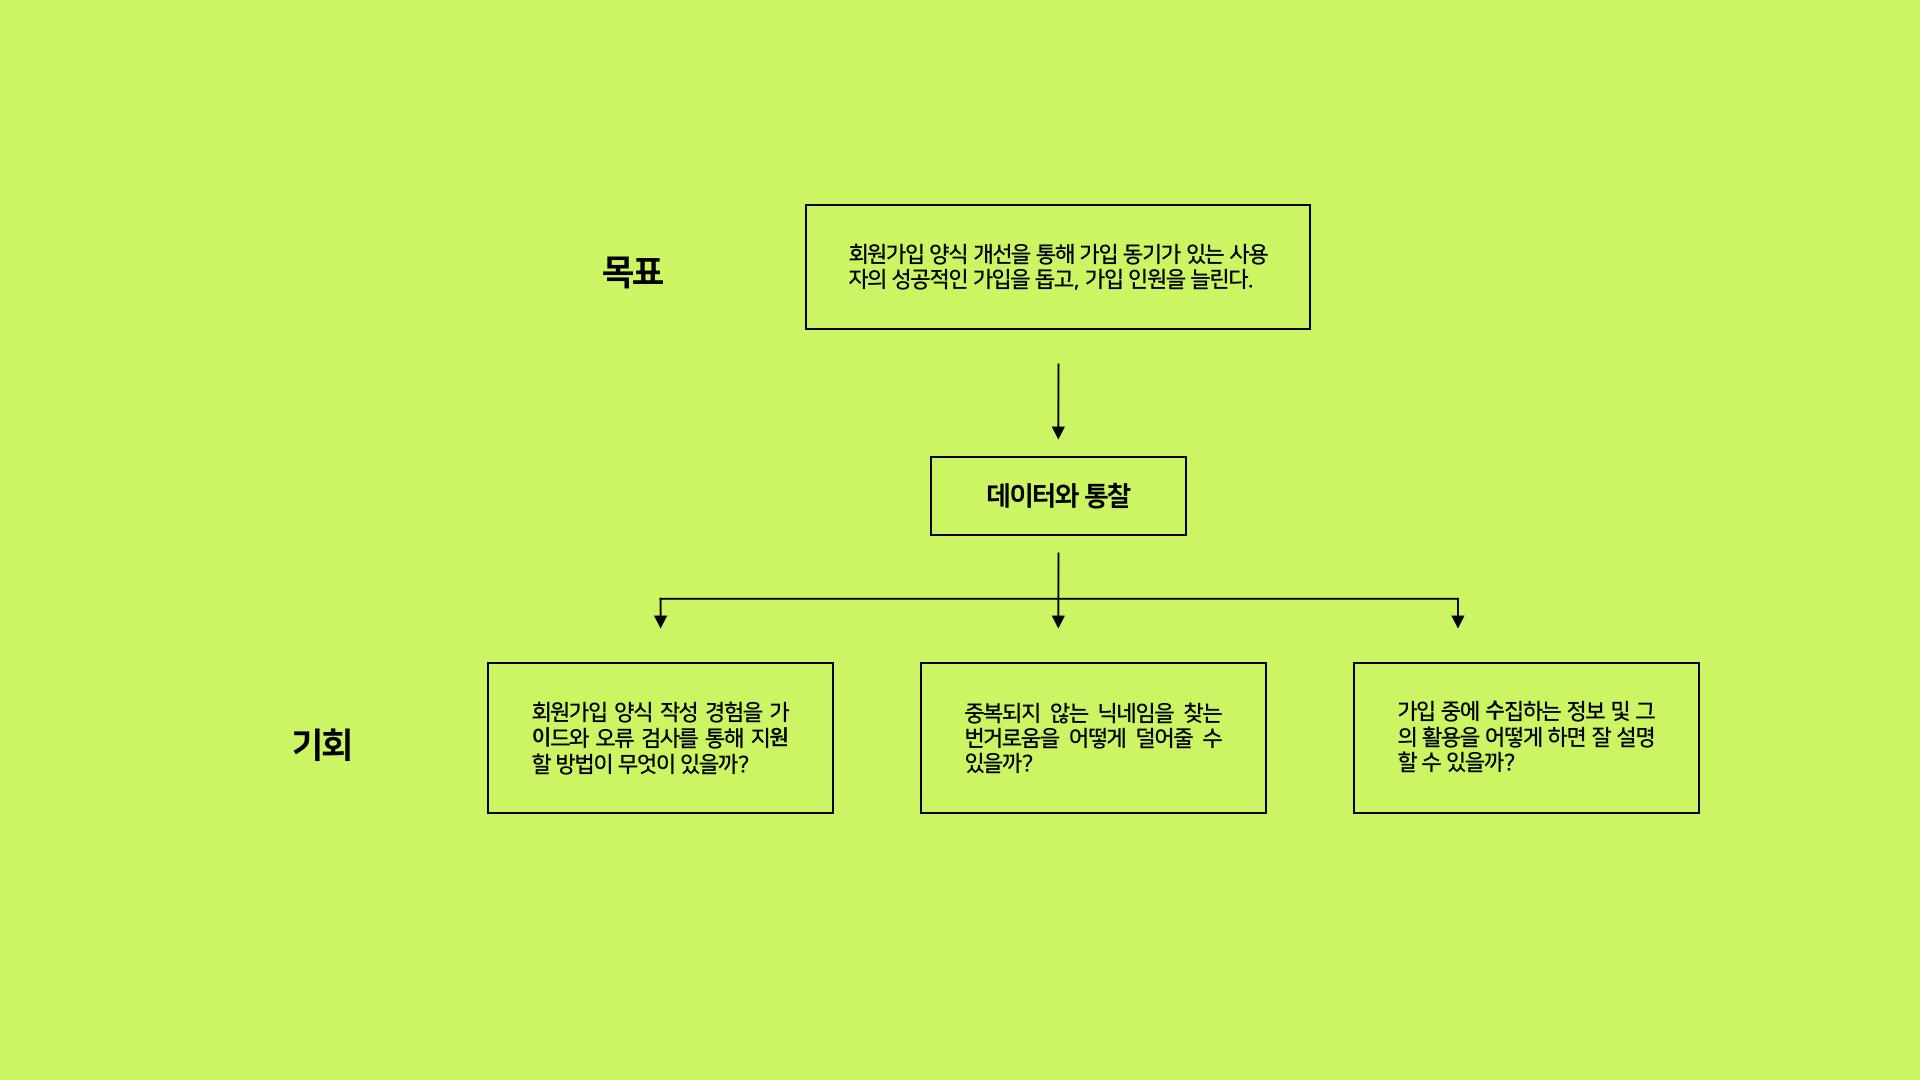 목표
회원가입 양식 개선을 통해 가입 동기가 있는 사용
자의 성공적인 가입을 돕고, 가입 인원을 늘린다.
데이터와 통찰
기회
회원가입 양식 작성 경험을 가
이드와 오류 검사를 통해 지원
할 방법이 무엇이 있을까?
중복되지 않는 닉네임을 찾는
번거로움을 어떻게 덜어줄 수
있을까?
가입 중에 수집하는 정보 및 그
의 활용을 어떻게 하면 잘 설명
할 수 있을까?